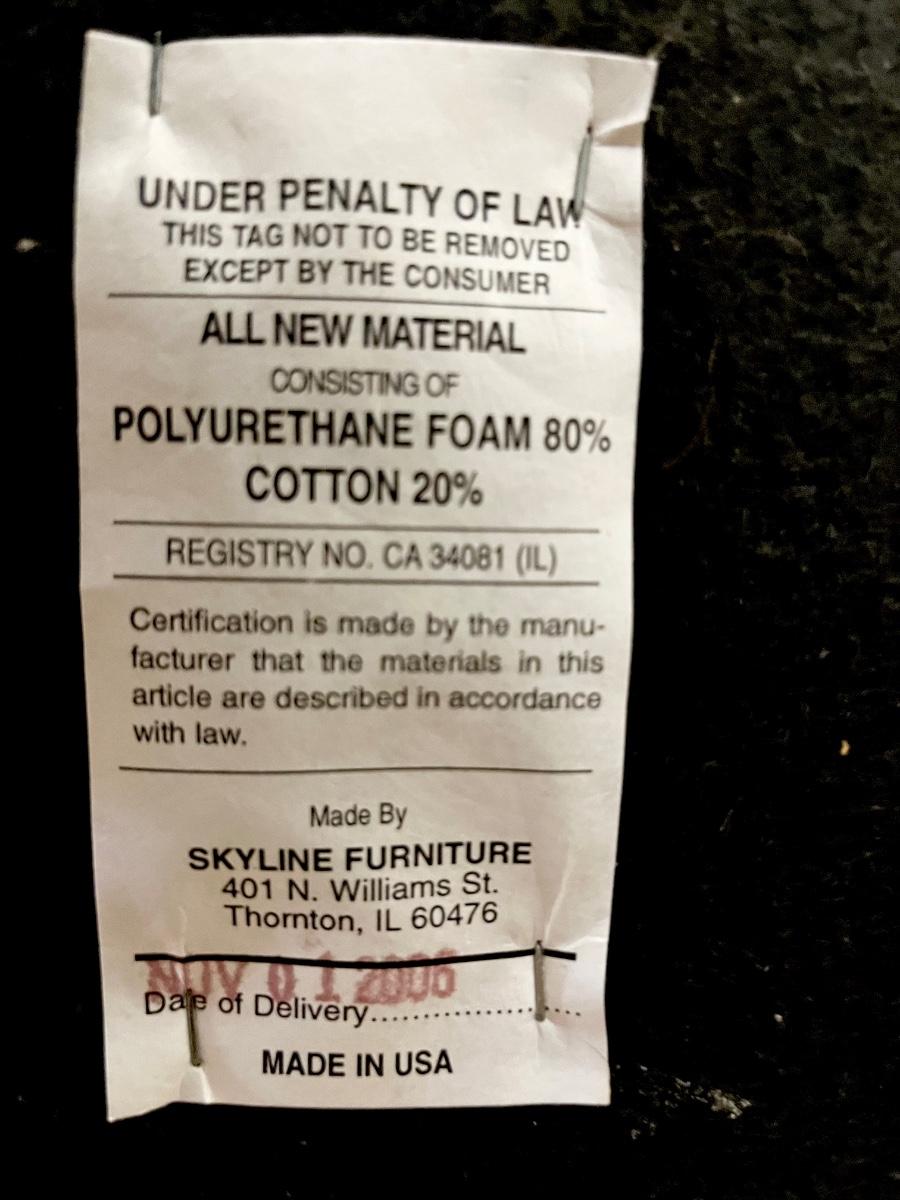 UNDER PENALTY OF LAW
THIS TAG NOT TO BE REMOVED
EXCEPT BY THE CONSUMER
ALL NEW MATERIAL
CONSISTING OF
POLYURETHANE FOAM 80%
COTTON 20%
REGISTRY NO. CA 34081 (IL)
Certification is made by the manu-
facturer that the materials in this
article are described in accordance
with law.
Made By
SKYLINE FURNITURE
401 N. Williams St.
Thornton, IL 60476
NOV 01 2006
Date of Delivery......................
MADE IN USA